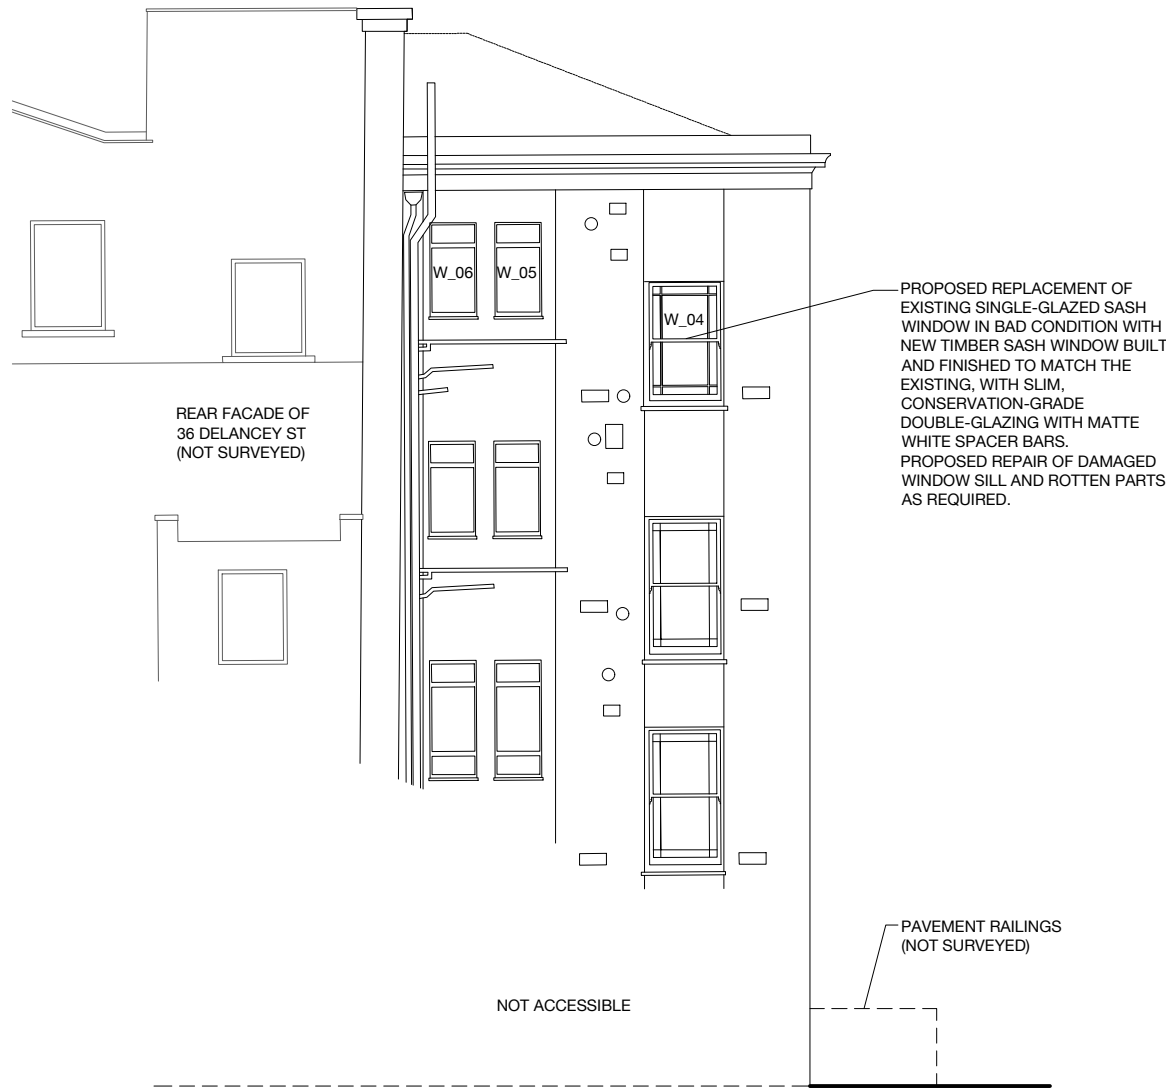 W_06
W_05
W_04
PROPOSED REPLACEMENT OF
EXISTING SINGLE-GLAZED SASH
WINDOW IN BAD CONDITION WITH
NEW TIMBER SASH WINDOW BUILT
AND FINISHED TO MATCH THE
EXISTING, WITH SLIM,
CONSERVATION-GRADE
DOUBLE-GLAZING WITH MATTE
WHITE SPACER BARS.
PROPOSED REPAIR OF DAMAGED
WINDOW SILL AND ROTTEN PARTS
AS REQUIRED.
REAR FACADE OF
36 DELANCEY ST
(NOT SURVEYED)
PAVEMENT RAILINGS
(NOT SURVEYED)
NOT ACCESSIBLE